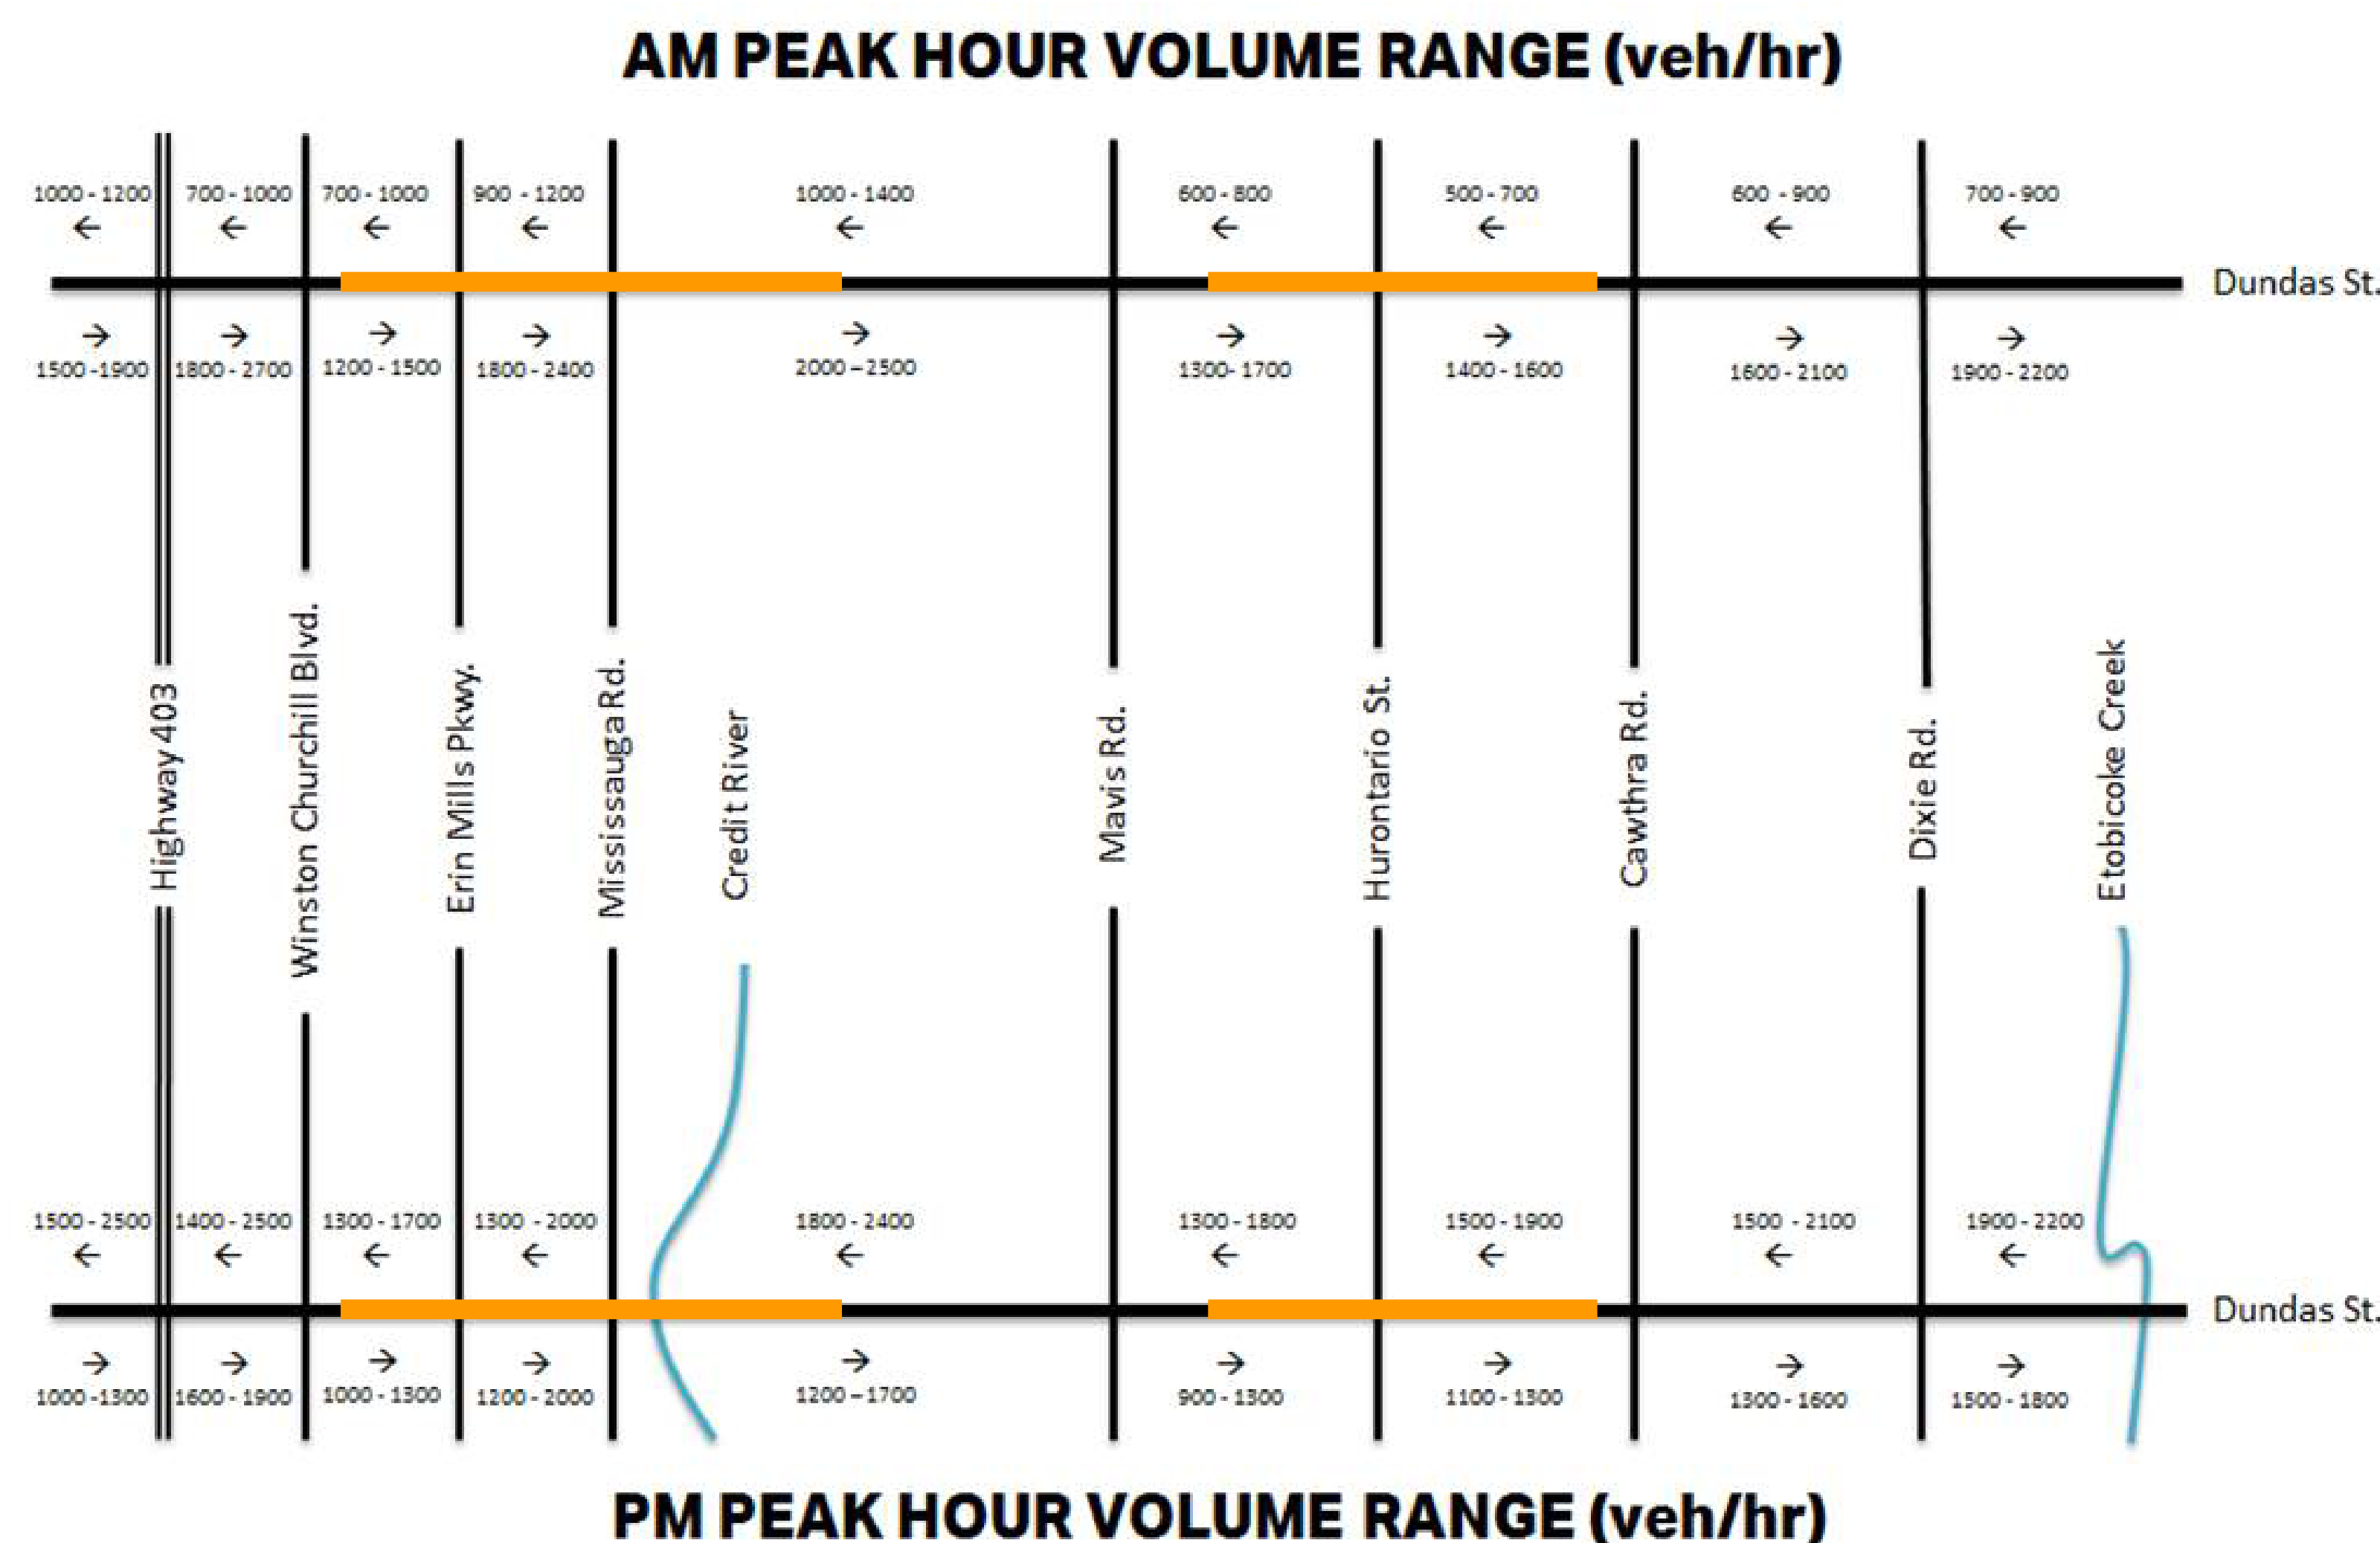 AM PEAK HOUR VOLUME RANGE (veh/hr)
1000 - 1200
700 - 1000
700 - 1000
900 - 1200
1000 - 1400
600 - 800
500 - 700
600 - 900
700 - 900
← ← ← ← ← ← ← ← ←
Dundas St.
→ → → → → → → → →
1500 -1900
1800 - 2700
1200 - 1500
1800 - 2400
2000 – 2500
1300- 1700
1400 - 1600
1600 - 2100
1900 - 2200
Highway 403
Winston Churchill Blvd.
Erin Mills Pkwy.
Mississauga Rd.
Credit River
Mavis Rd.
Hurontario St.
Cawthra Rd.
Dixie Rd.
Etobicoke Creek
1500 - 2500
1400 - 2500
1300 - 1700
1300 - 2000
1800 - 2400
1300 - 1800
1500 - 1900
1500 - 2100
1900 - 2200
← ← ← ← ← ← ← ← ←
Dundas St.
→ → → → → → → → →
1000 -1300
1600 - 1900
1000 - 1300
1200 - 2000
1200 – 1700
900 - 1300
1100 - 1300
1300 - 1600
1500 - 1800
PM PEAK HOUR VOLUME RANGE (veh/hr)